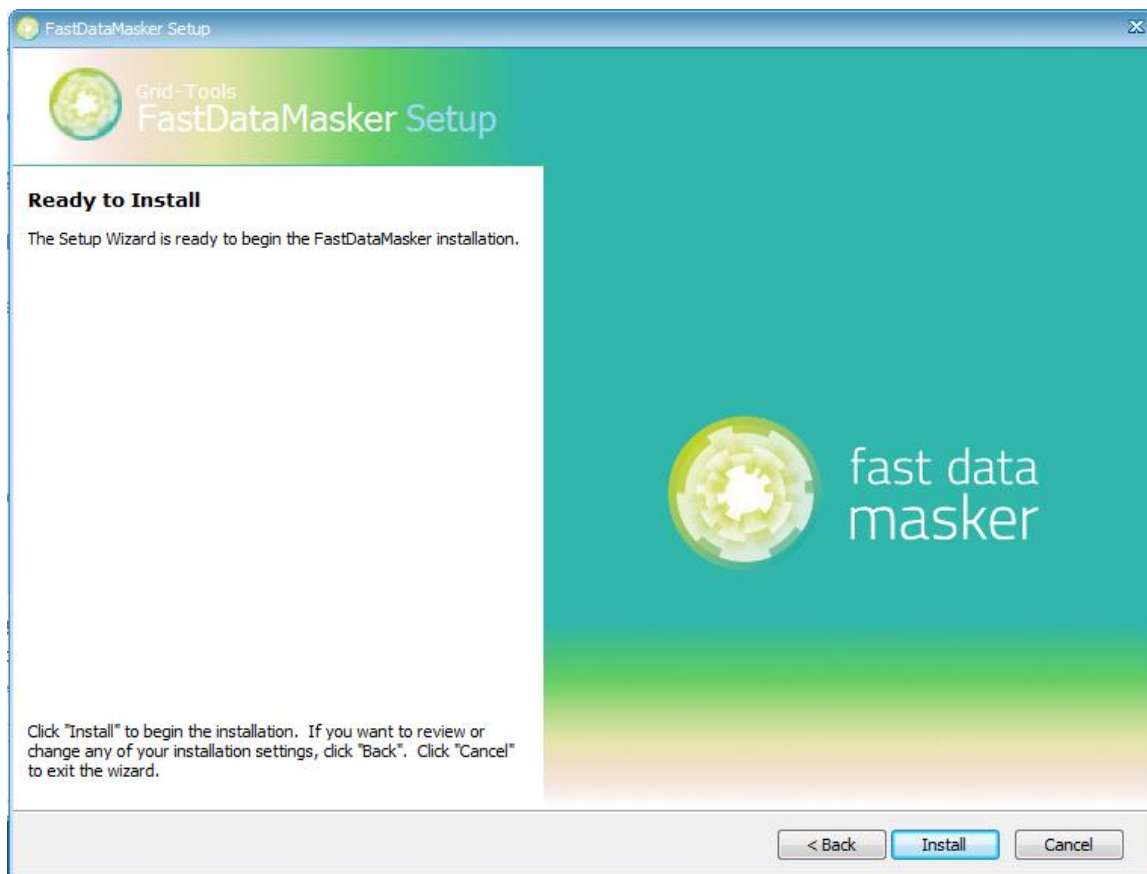 FastDataMasker Setup
Grid-Tools
FastDataMasker Setup
Ready to Install
The Setup Wizard is ready to begin the FastDataMasker installation.
fast data
masker
Click "Install" to begin the installation.  If you want to review or
change any of your installation settings, click "Back".  Click "Cancel"
to exit the wizard.
< Back
Install
Cancel